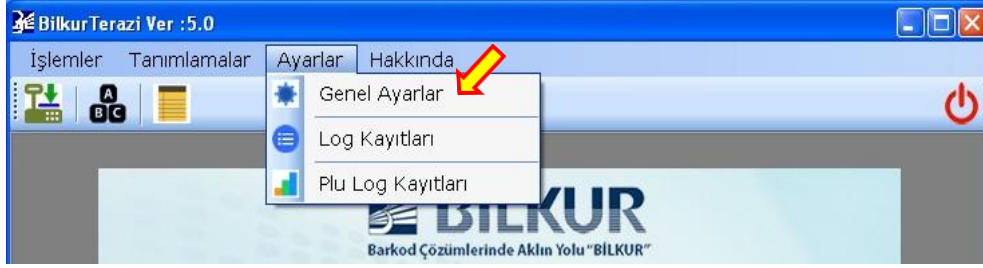 BilkurTerazi Ver :5.0
İşlemler Tanımlamalar Ayarlar Hakkında
A
B C
Genel Ayarlar
Log Kayıtları
Plu Log Kayıtları
BİLKUR
Barkod Çözümlerinde Aklın Yolu "BİLKUR"